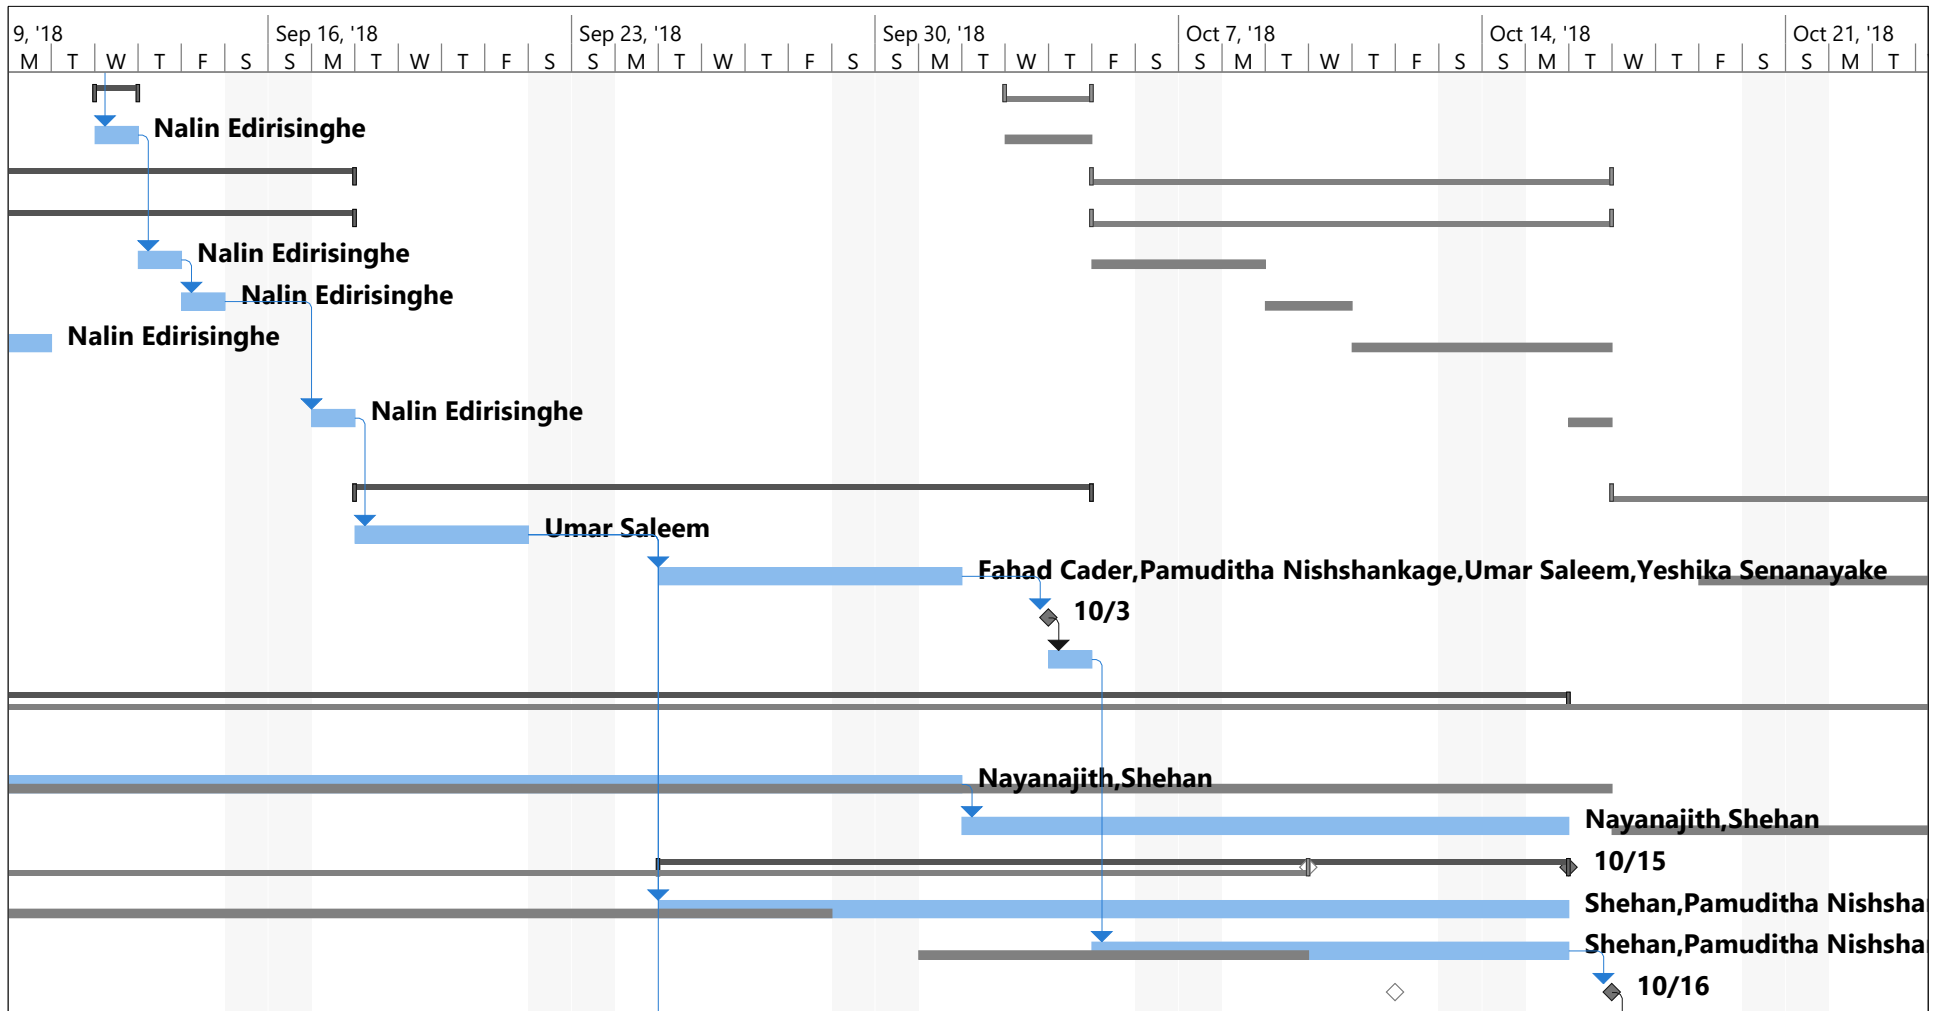 9, '18 Sep 16, '18 Sep 23, '18 Sep 30, '18 Oct 7, '18 Oct 14, '18 Oct 21, '18
M T W T F S S M T W T F S S M T W T F S S M T W T F S S M T W T F S S M T W T F S S M T
Nalin Edirisinghe
Nalin Edirisinghe
Nalin Edirisinghe
Nalin Edirisinghe
Nalin Edirisinghe
Umar Saleem
Fahad Cader,Pamuditha Nishshankage,Umar Saleem,Yeshika Senanayake
10/3
Nayanajith,Shehan
Nayanajith,Shehan
10/15
Shehan,Pamuditha Nishsha
Shehan,Pamuditha Nishsha
10/16